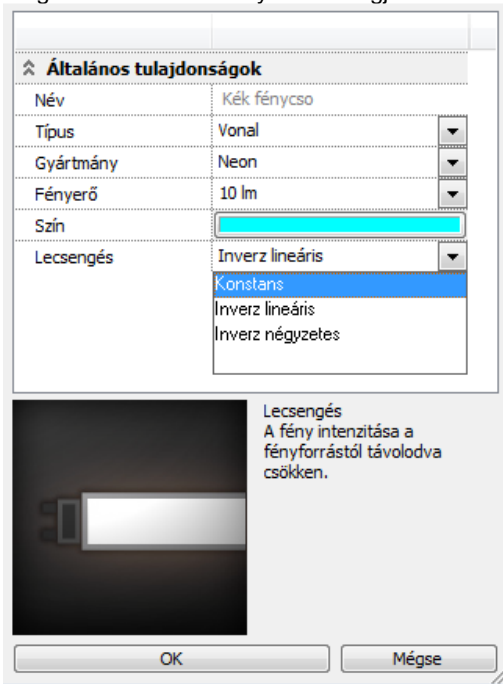 Általános tulajdonságok
Név Kék fénycso
Típus Vonal
Gyártmány Neon
Fényerő 10 lm
Szín
Lecsengés Inverz lineáris
Konstans
Inverz lineáris
Inverz négyzetes
Lecsengés
A fény intenzitása a
fényforrástól távolodva
csökken.
OK Mégse